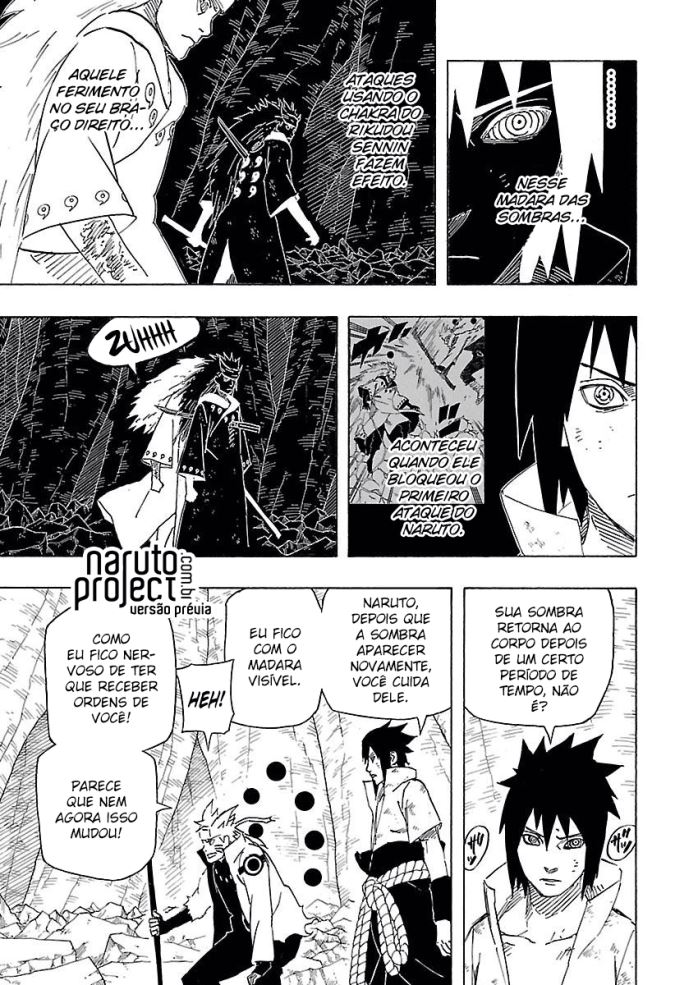 .........
NESSE
MADARA DAS
SOMBRAS...
ATAQUES
USANDO O
CHAKRA DO
RIKUDOU
SENNIN
FAZEM
EFEITO.
AQUELE
FERIMENTO
NO SEU BRA-
ÇO DIREITO...
ACONTECEU
QUANDO ELE
BLOQUEOU O
PRIMEIRO
ATAQUE DO
NARUTO.
ZUHHH
SUA SOMBRA
RETORNA AO
CORPO DEPOIS
DE UM CERTO
PERÍODO DE
TEMPO, NÃO
É?
NARUTO,
DEPOIS QUE
A SOMBRA
APARECER
NOVAMENTE,
VOCÊ CUIDA
DELE.
EU FICO
COM O
MADARA
VISÍVEL.
HEH!
COMO
EU FICO NER-
VOSO DE TER
QUE RECEBER
ORDENS DE
VOCÊ!
PARECE
QUE NEM
AGORA ISSO
MUDOU!
naruto
project.com.br
versão prévia